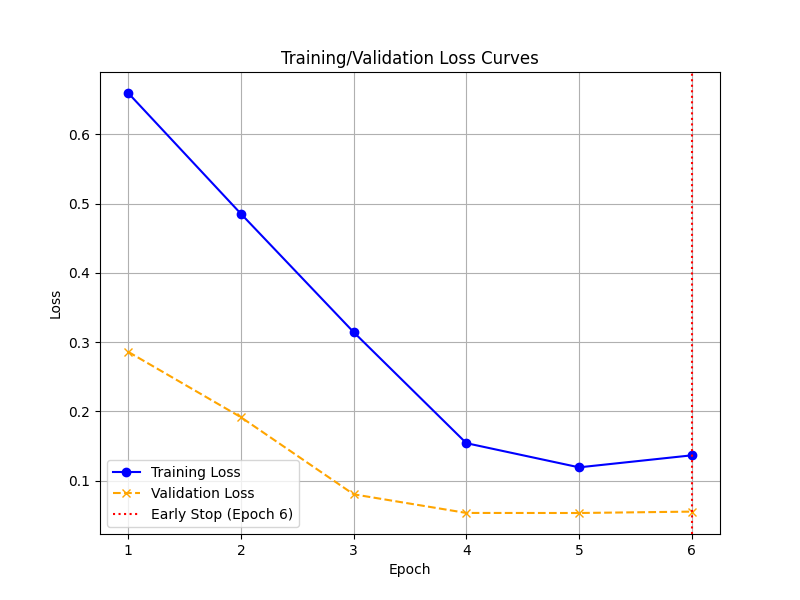 Training/Validation Loss Curves
Loss
0.6
0.5
0.4
0.3
0.2
0.1
Training Loss
Validation Loss
Early Stop (Epoch 6)
1 2 3 4 5 6
Epoch